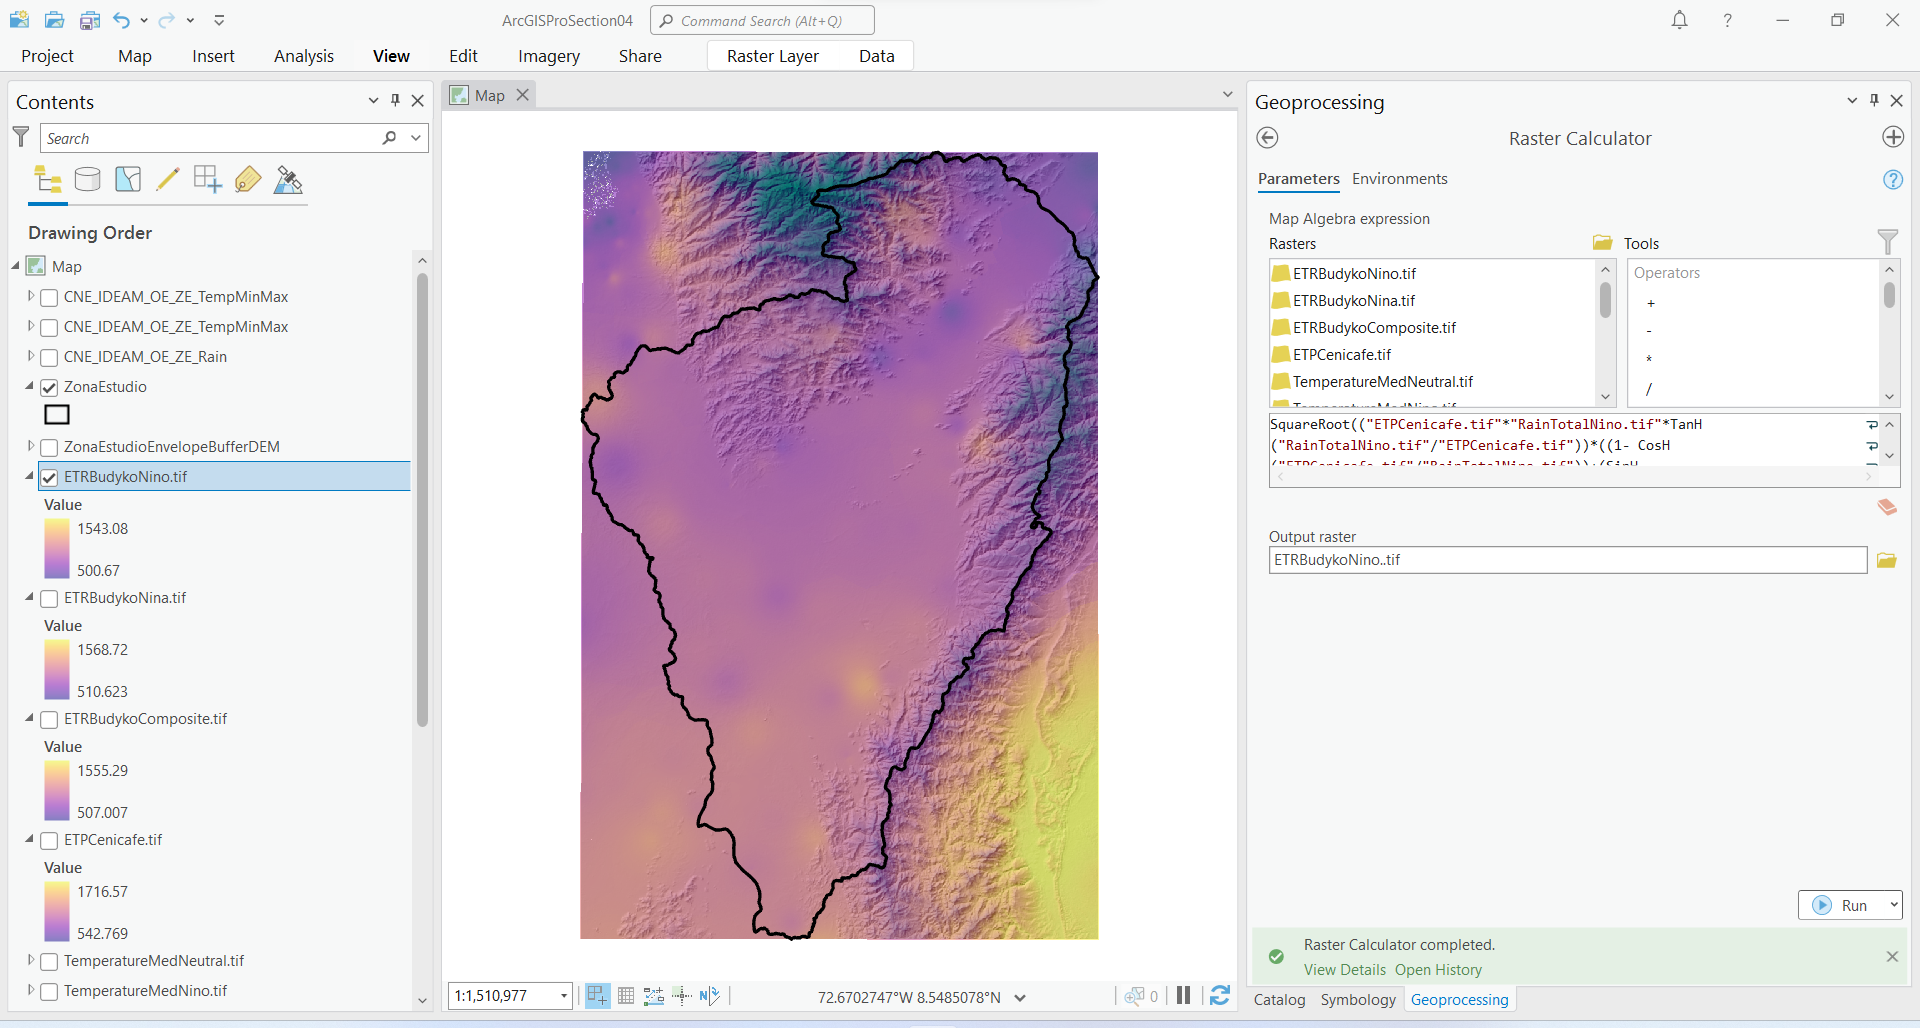 ArcGISProSection04
Command Search (Alt+Q)
Project
Map
Insert
Analysis
View
Edit
Imagery
Share
Raster Layer
Data
Contents
Search
Drawing Order
Map
CNE_IDEAM_OE_ZE_TempMinMax
CNE_IDEAM_OE_ZE_TempMinMax
CNE_IDEAM_OE_ZE_Rain
ZonaEstudio
ZonaEstudioEnvelopeBufferDEM
ETRBudykoNino.tif
Value
1543.08
500.67
ETRBudykoNina.tif
Value
1568.72
510.623
ETRBudykoComposite.tif
Value
1555.29
507.007
ETPCenicafe.tif
Value
1716.57
542.769
TemperatureMedNeutral.tif
TemperatureMedNino.tif
Map
1:1,510,977
72.6702747°W 8.5485078°N
0
Geoprocessing
Raster Calculator
Parameters
Environments
Map Algebra expression
Rasters
Tools
ETRBudykoNino.tif
ETRBudykoNina.tif
ETRBudykoComposite.tif
ETPCenicafe.tif
TemperatureMedNeutral.tif
Operators
+
-
*
/
SquareRoot(("ETPCenicafe.tif"*"RainTotalNino.tif"*TanH
("RainTotalNino.tif"/"ETPCenicafe.tif"))*((1- CosH
("ETPCenicafe.tif"/"RainTotalNino.tif"))+(SinH
Output raster
ETRBudykoNino..tif
Run
Raster Calculator completed.
View Details Open History
Catalog
Symbology
Geoprocessing